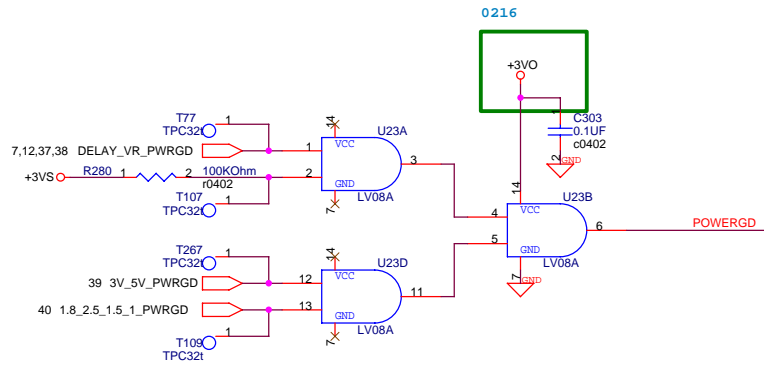 0216
+3VO
T77
TPC32t
1
14
U23A
1
C303
0.1UF
c0402
2
GND
7,12,37,38 DELAY_VR_PWRGD
1
VCC
3
+3VS
R280
1
2
100KOhm
r0402
2
GND
T107
TPC32t
1
7
LV08A
14
U23B
4
VCC
6
POWERGD
5
GND
LV08A
7
GND
T267
TPC32t
1
14
U23D
39 3V_5V_PWRGD
12
VCC
11
40 1.8_2.5_1.5_1_PWRGD
13
GND
T109
TPC32t
1
7
LV08A